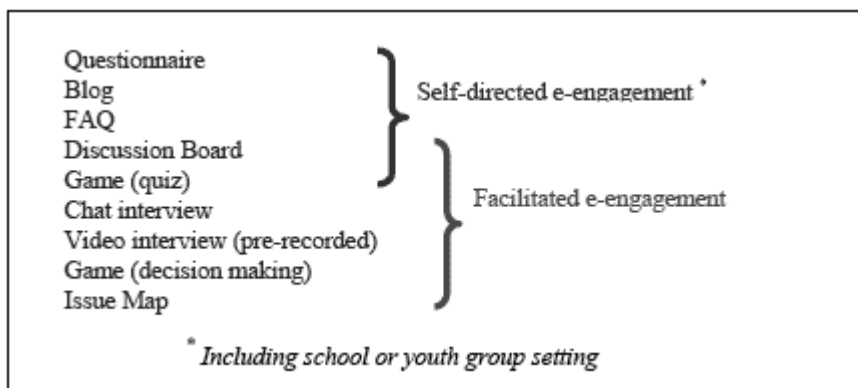 Questionnaire
Blog
FAQ
Discussion Board
Game (quiz)
Chat interview
Video interview (pre-recorded)
Game (decision making)
Issue Map
Self-directed e-engagement *
Facilitated e-engagement
* Including school or youth group setting